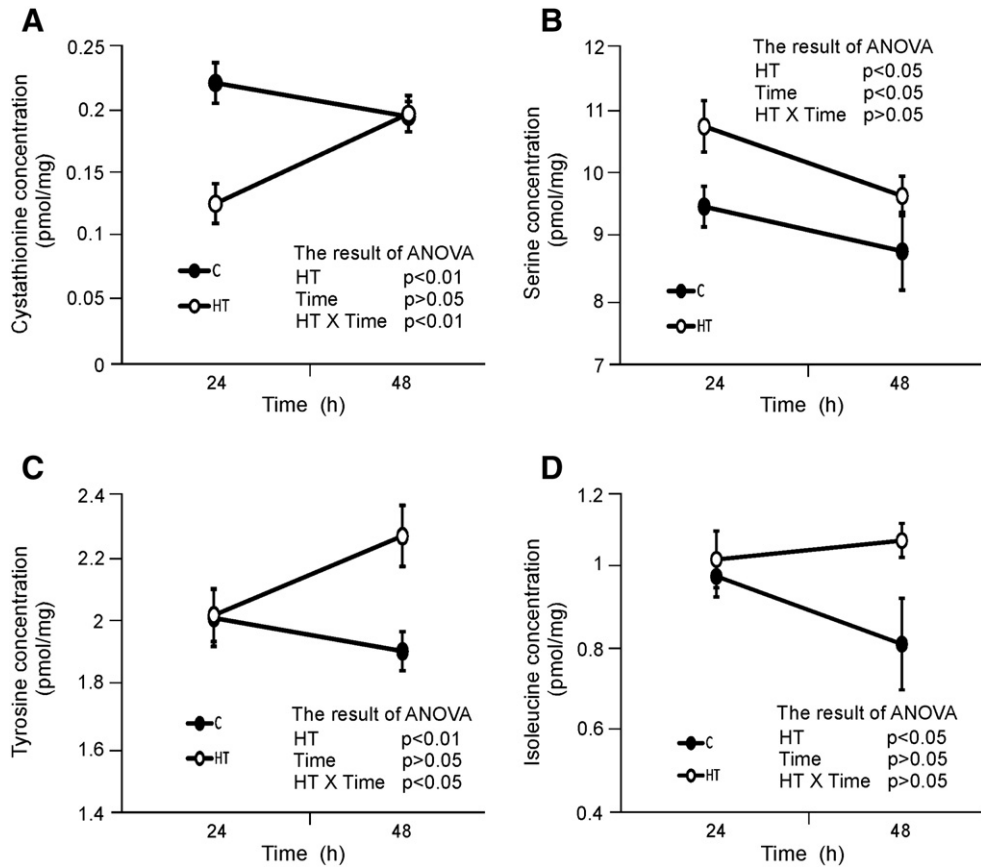 A
Cystathionine concentration
(pmol/mg)
0.25
0.2
0.15
0.1
0.05
0
C
HT
The result of ANOVA
HT p<0.01
Time p>0.05
HT X Time p<0.01
24 48
Time (h)
B
Serine concentration
(pmol/mg)
12
11
10
9
8
7
The result of ANOVA
HT p<0.05
Time p<0.05
HT X Time p>0.05
C
HT
24 48
Time (h)
C
Tyrosine concentration
(pmol/mg)
2.4
2.2
2
1.8
1.6
1.4
C
HT
The result of ANOVA
HT p<0.01
Time p>0.05
HT X Time p<0.05
24 48
Time (h)
D
Isoleucine concentration
(pmol/mg)
1.2
1
0.8
0.6
0.4
C
HT
The result of ANOVA
HT p<0.05
Time p>0.05
HT X Time p>0.05
24 48
Time (h)